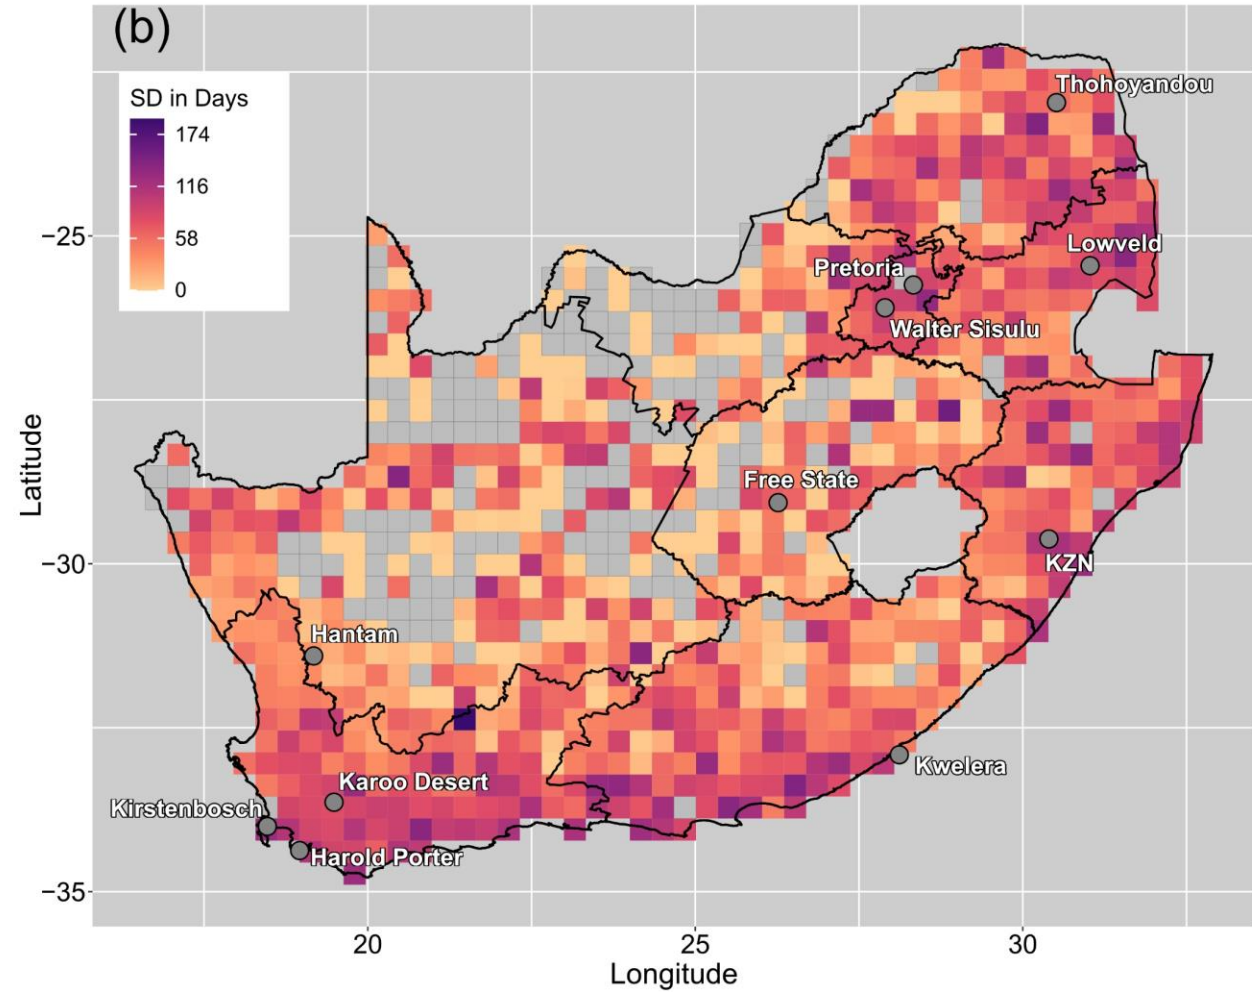 (b)
SD in Days
174
116
58
0
Thohoyandou
Lowveld
Pretoria
Walter Sisulu
Free State
KZN
Hantam
Karoo Desert
Kirstenbosch
Harold Porter
Kwelera
−25
−30
−35
Latitude
20
25
30
Longitude